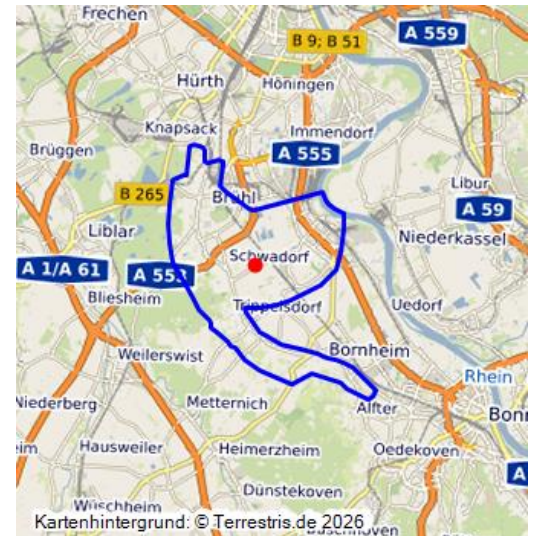 Frechen
B 9; B 51
A 559
Hürth
Höningen
Knapsack
Immendorf
Brüggen
A 555
Libur
B 265
Brühl
A 59
Liblar
Niederkassel
Schwadorf
A 1/A 61
A 553
Bliesheim
Trippelsdorf
Uedorf
Weilerswist
Bornheim
Rhein
Niederberg
Metternich
Alfter
Bonn
eim
Hausweiler
Heimerzheim
Oedekoven
A
Dünstekoven
Wüschheim
Buschhoven
Kartenhintergrund: © Terrestris.de 2026